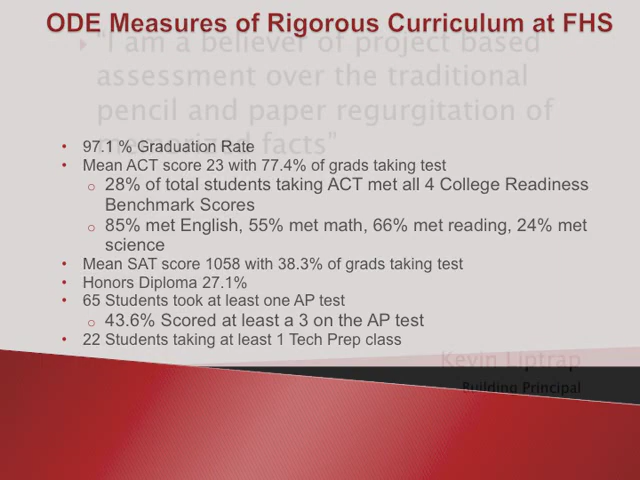 ODE Measures of Rigorous Curriculum at FHS
"I am a believer of project based
assessment over the traditional
pencil and paper regurgitation of
memorized facts"
• 97.1 % Graduation Rate
• Mean ACT score 23 with 77.4% of grads taking test
o 28% of total students taking ACT met all 4 College Readiness
Benchmark Scores
o 85% met English, 55% met math, 66% met reading, 24% met
science
• Mean SAT score 1058 with 38.3% of grads taking test
• Honors Diploma 27.1%
• 65 Students took at least one AP test
o 43.6% Scored at least a 3 on the AP test
• 22 Students taking at least 1 Tech Prep class
Kevin Liptrap
Building Principal